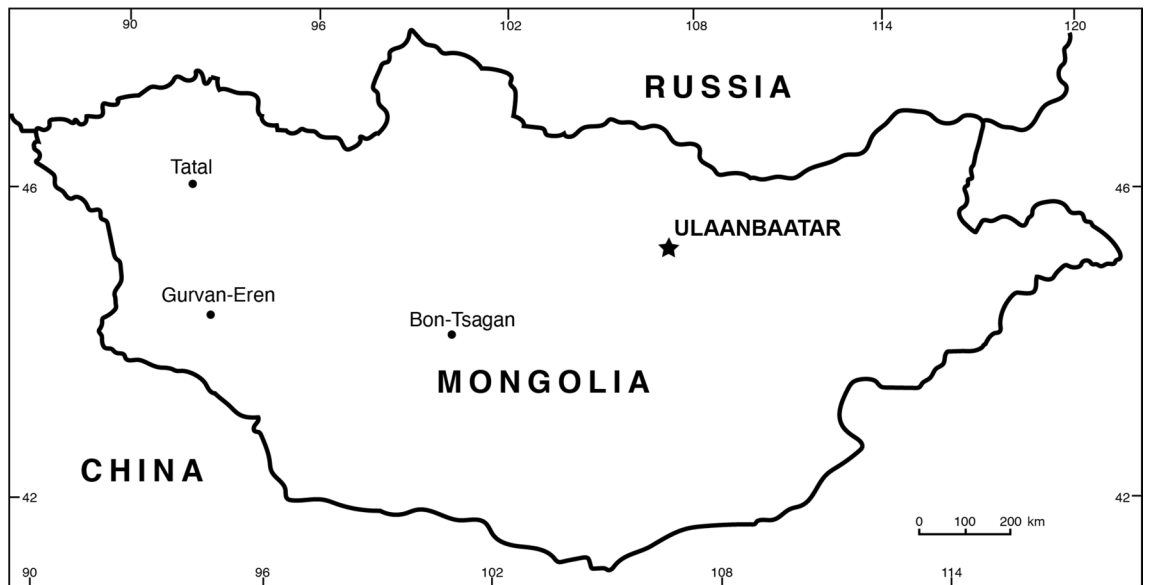 90 96 102 108 114 120
RUSSIA
Tatal
46 46
ULAANBAATAR
Gurvan-Eren
Bon-Tsagan
MONGOLIA
CHINA
42 42
0 100 200 km
90 96 102 108 114